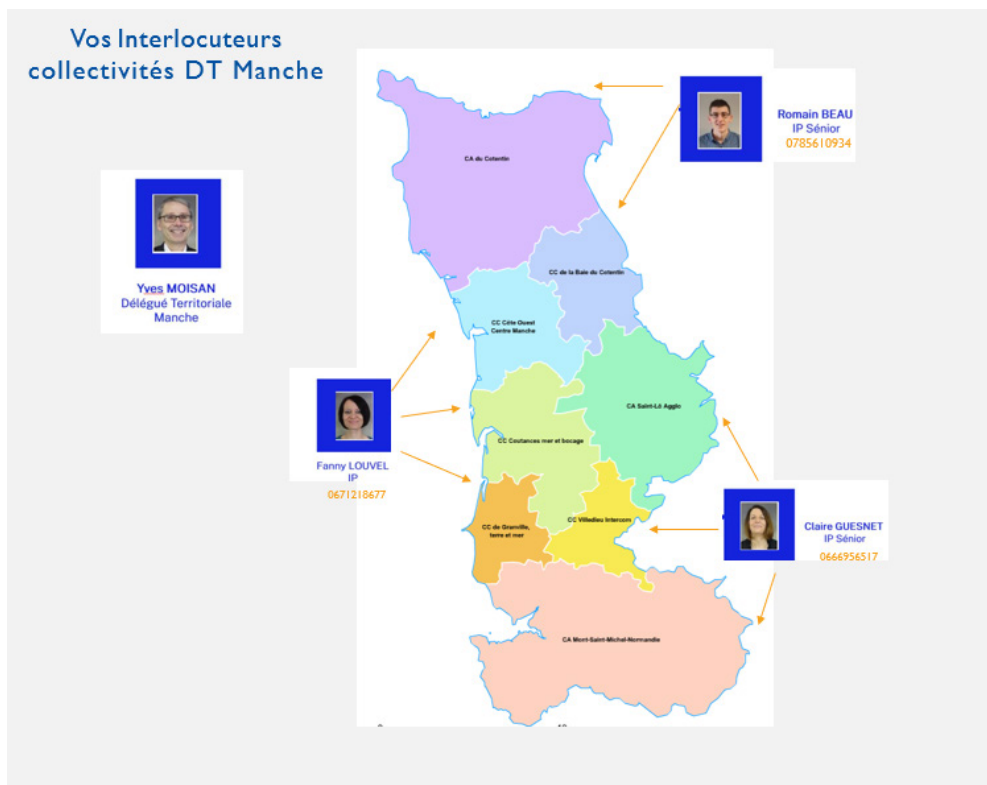 Vos Interlocuteurs
collectivités DT Manche
Romain BEAU
IP Sénior
0785610934
CA du Cotentin
Yves MOISAN
Délégué Territoriale
Manche
CC de la Baie du Cotentin
CC Côte Ouest
Centre Manche
Fanny LOUVEL
IP
0671218677
CA Saint-Lô Agglo
CC Coutances mer et bocage
CC de Granville,
terre et mer
CC Villedieu Intercom
Claire GUESNET
IP Sénior
0666956517
CA Mont-Saint-Michel-Normandie